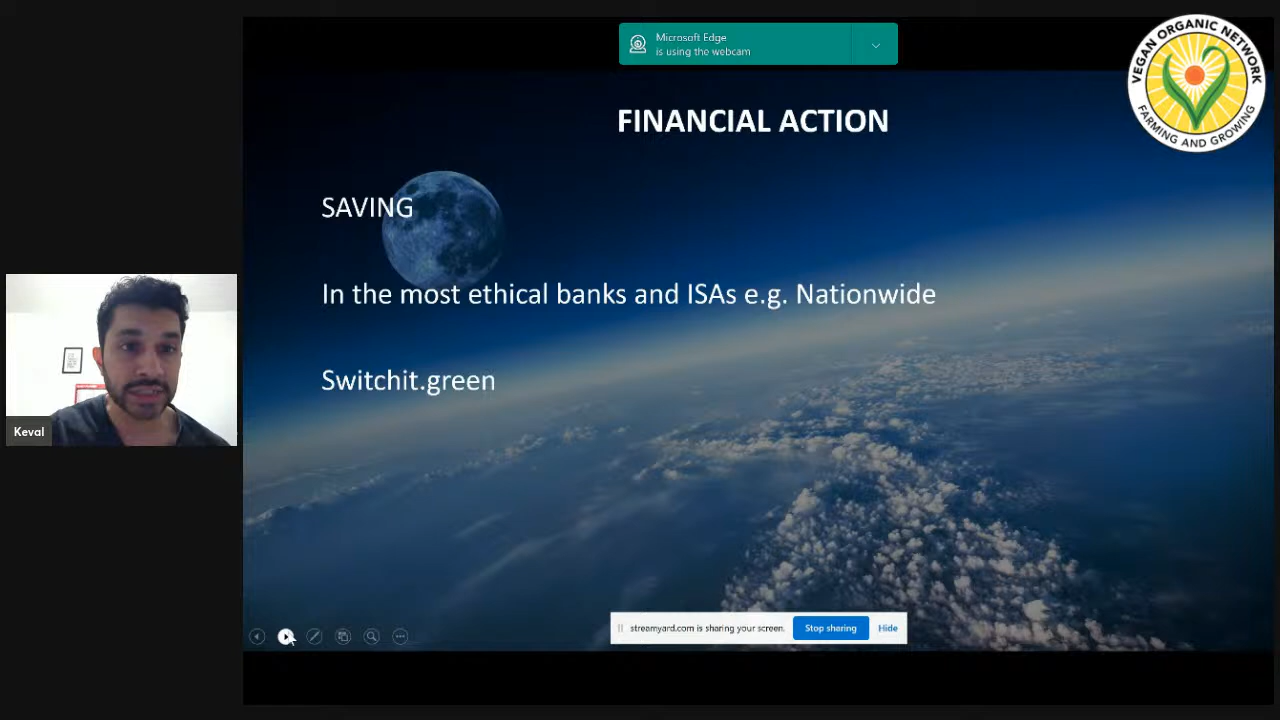 Microsoft Edge
is using the webcam
VEGAN ORGANIC NETWORK
FARMING AND GROWING
FINANCIAL ACTION
SAVING
In the most ethical banks and ISAs e.g. Nationwide
Switchit.green
Keval
streamyard.com is sharing your screen.
Stop sharing
Hide